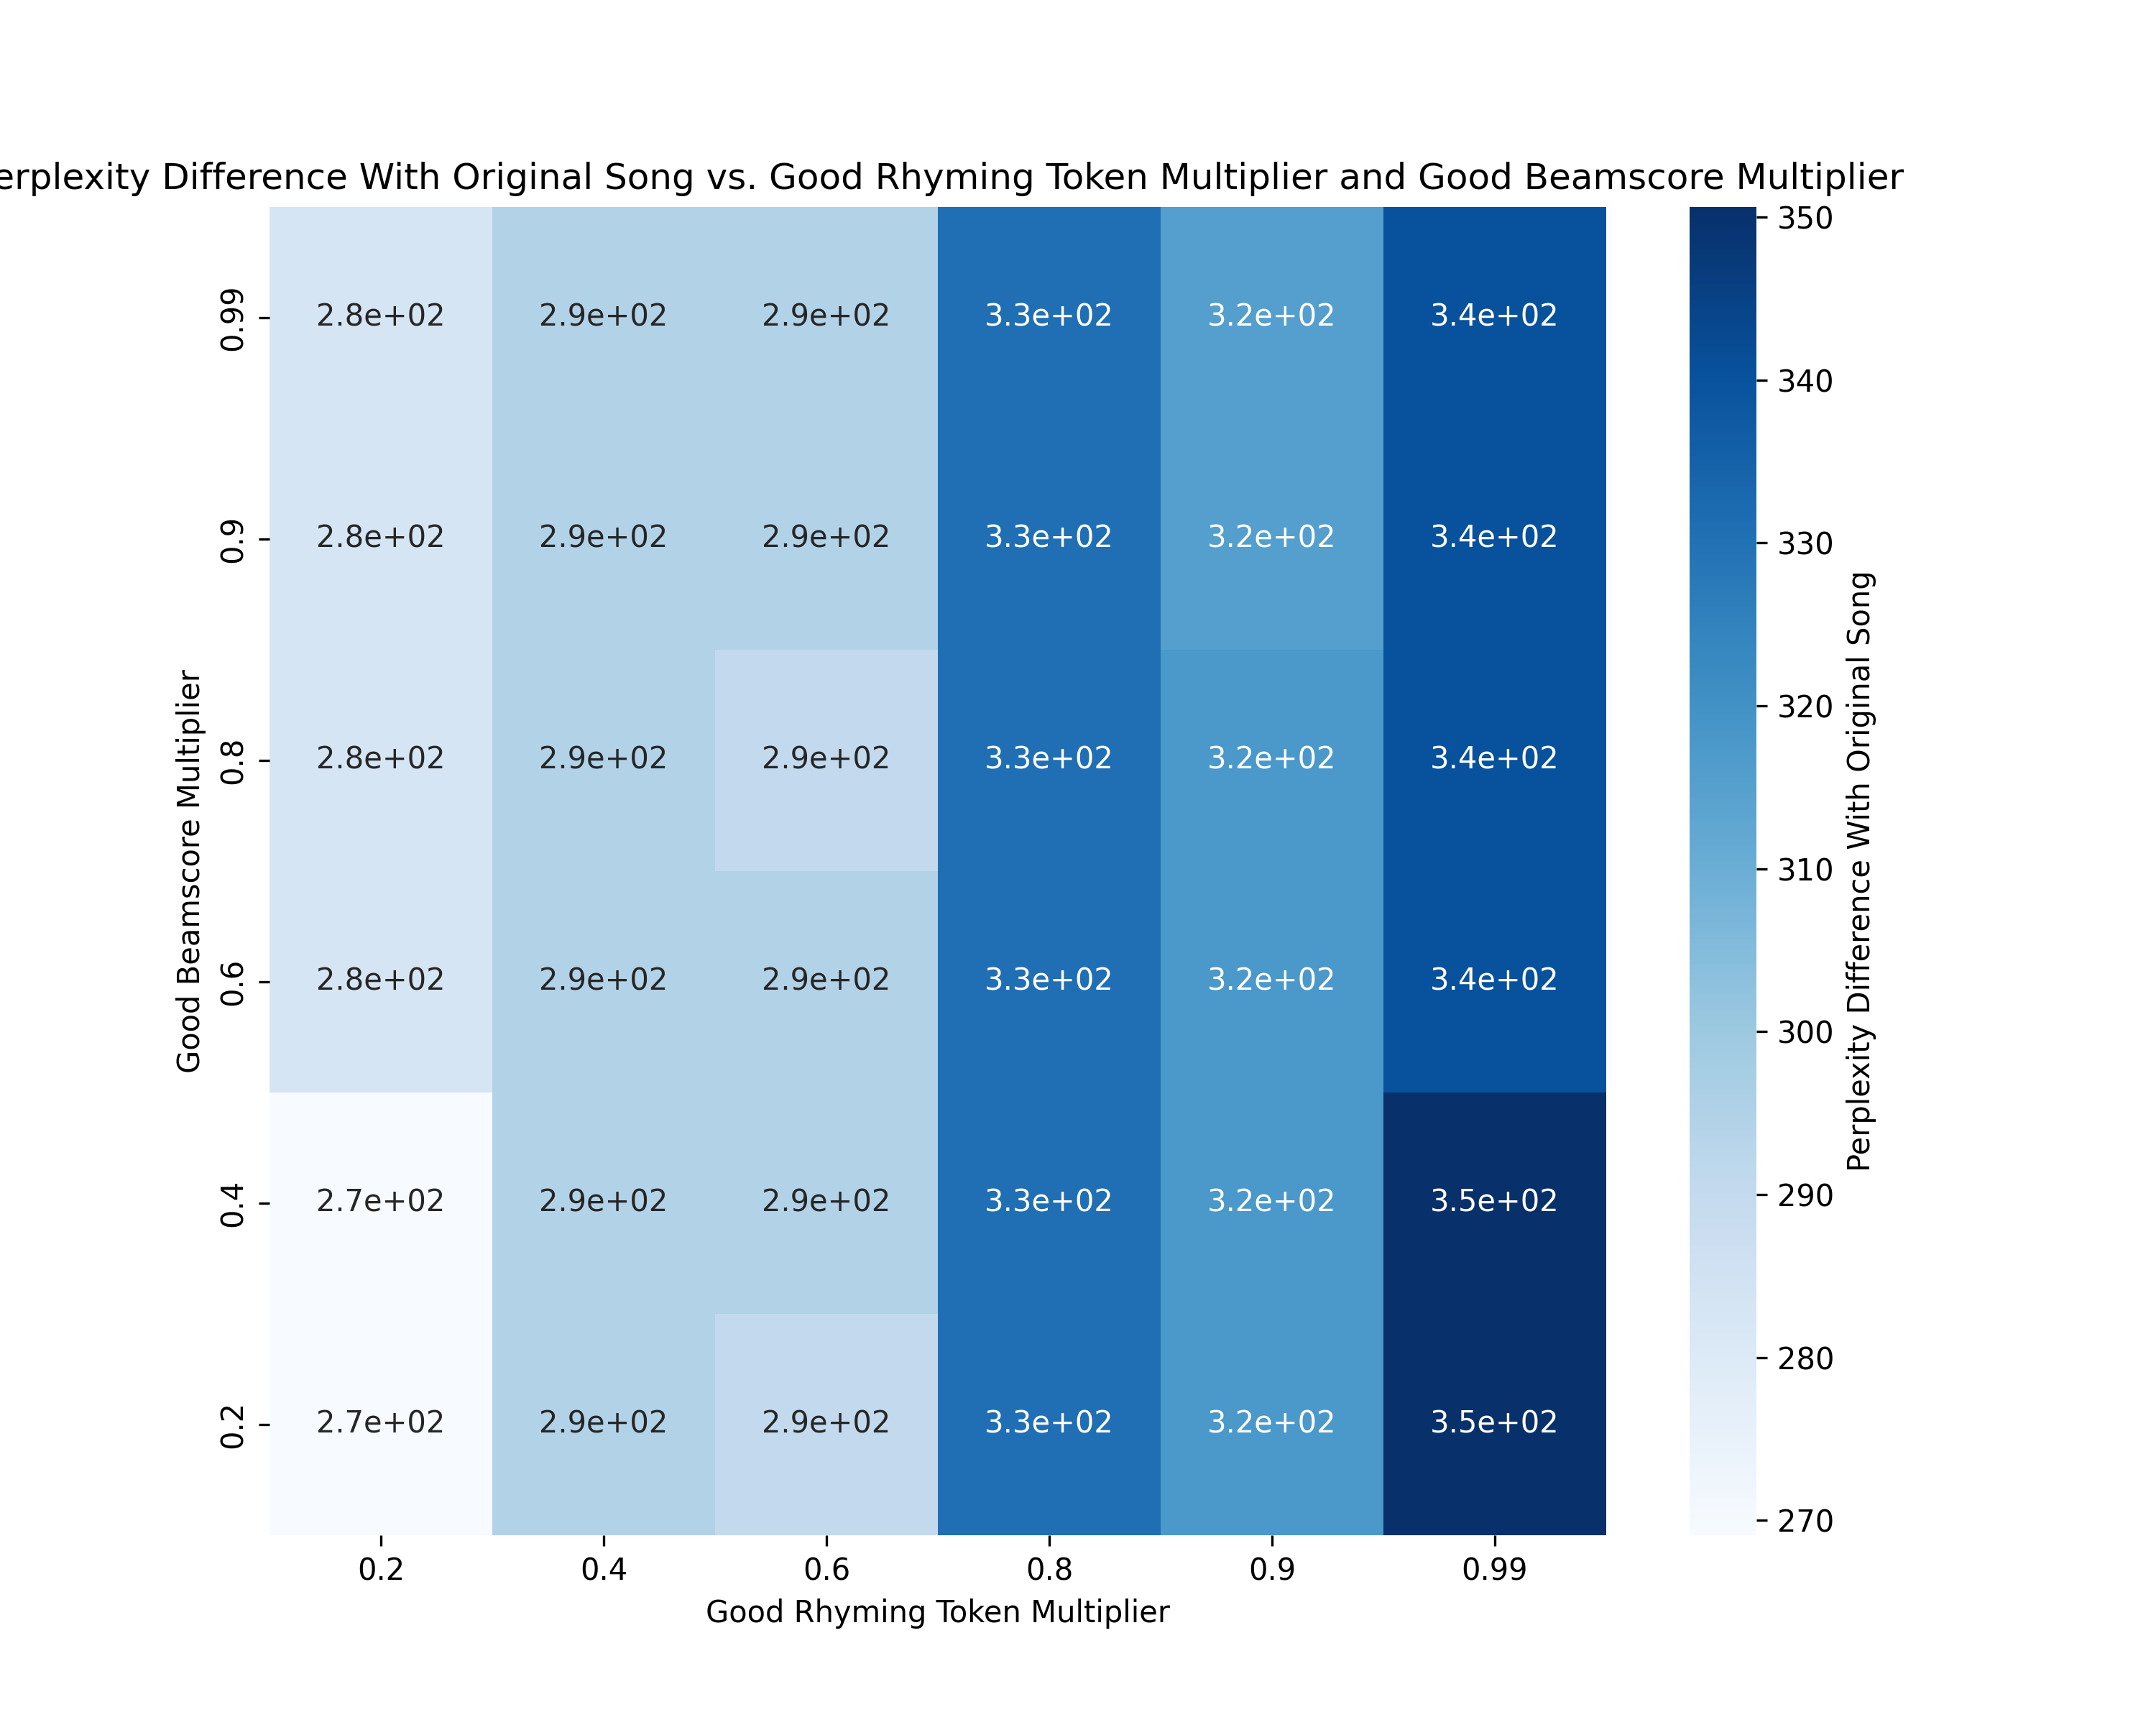 erplexity Difference With Original Song vs. Good Rhyming Token Multiplier and Good Beamscore Multiplier
Good Beamscore Multiplier
0.99 2.8e+02 2.9e+02 2.9e+02 3.3e+02 3.2e+02 3.4e+02
0.9 2.8e+02 2.9e+02 2.9e+02 3.3e+02 3.2e+02 3.4e+02
0.8 2.8e+02 2.9e+02 2.9e+02 3.3e+02 3.2e+02 3.4e+02
0.6 2.8e+02 2.9e+02 2.9e+02 3.3e+02 3.2e+02 3.4e+02
0.4 2.7e+02 2.9e+02 2.9e+02 3.3e+02 3.2e+02 3.5e+02
0.2 2.7e+02 2.9e+02 2.9e+02 3.3e+02 3.2e+02 3.5e+02
0.2 0.4 0.6 0.8 0.9 0.99
Good Rhyming Token Multiplier
350
340
330
320
310
300
290
280
270
Perplexity Difference With Original Song